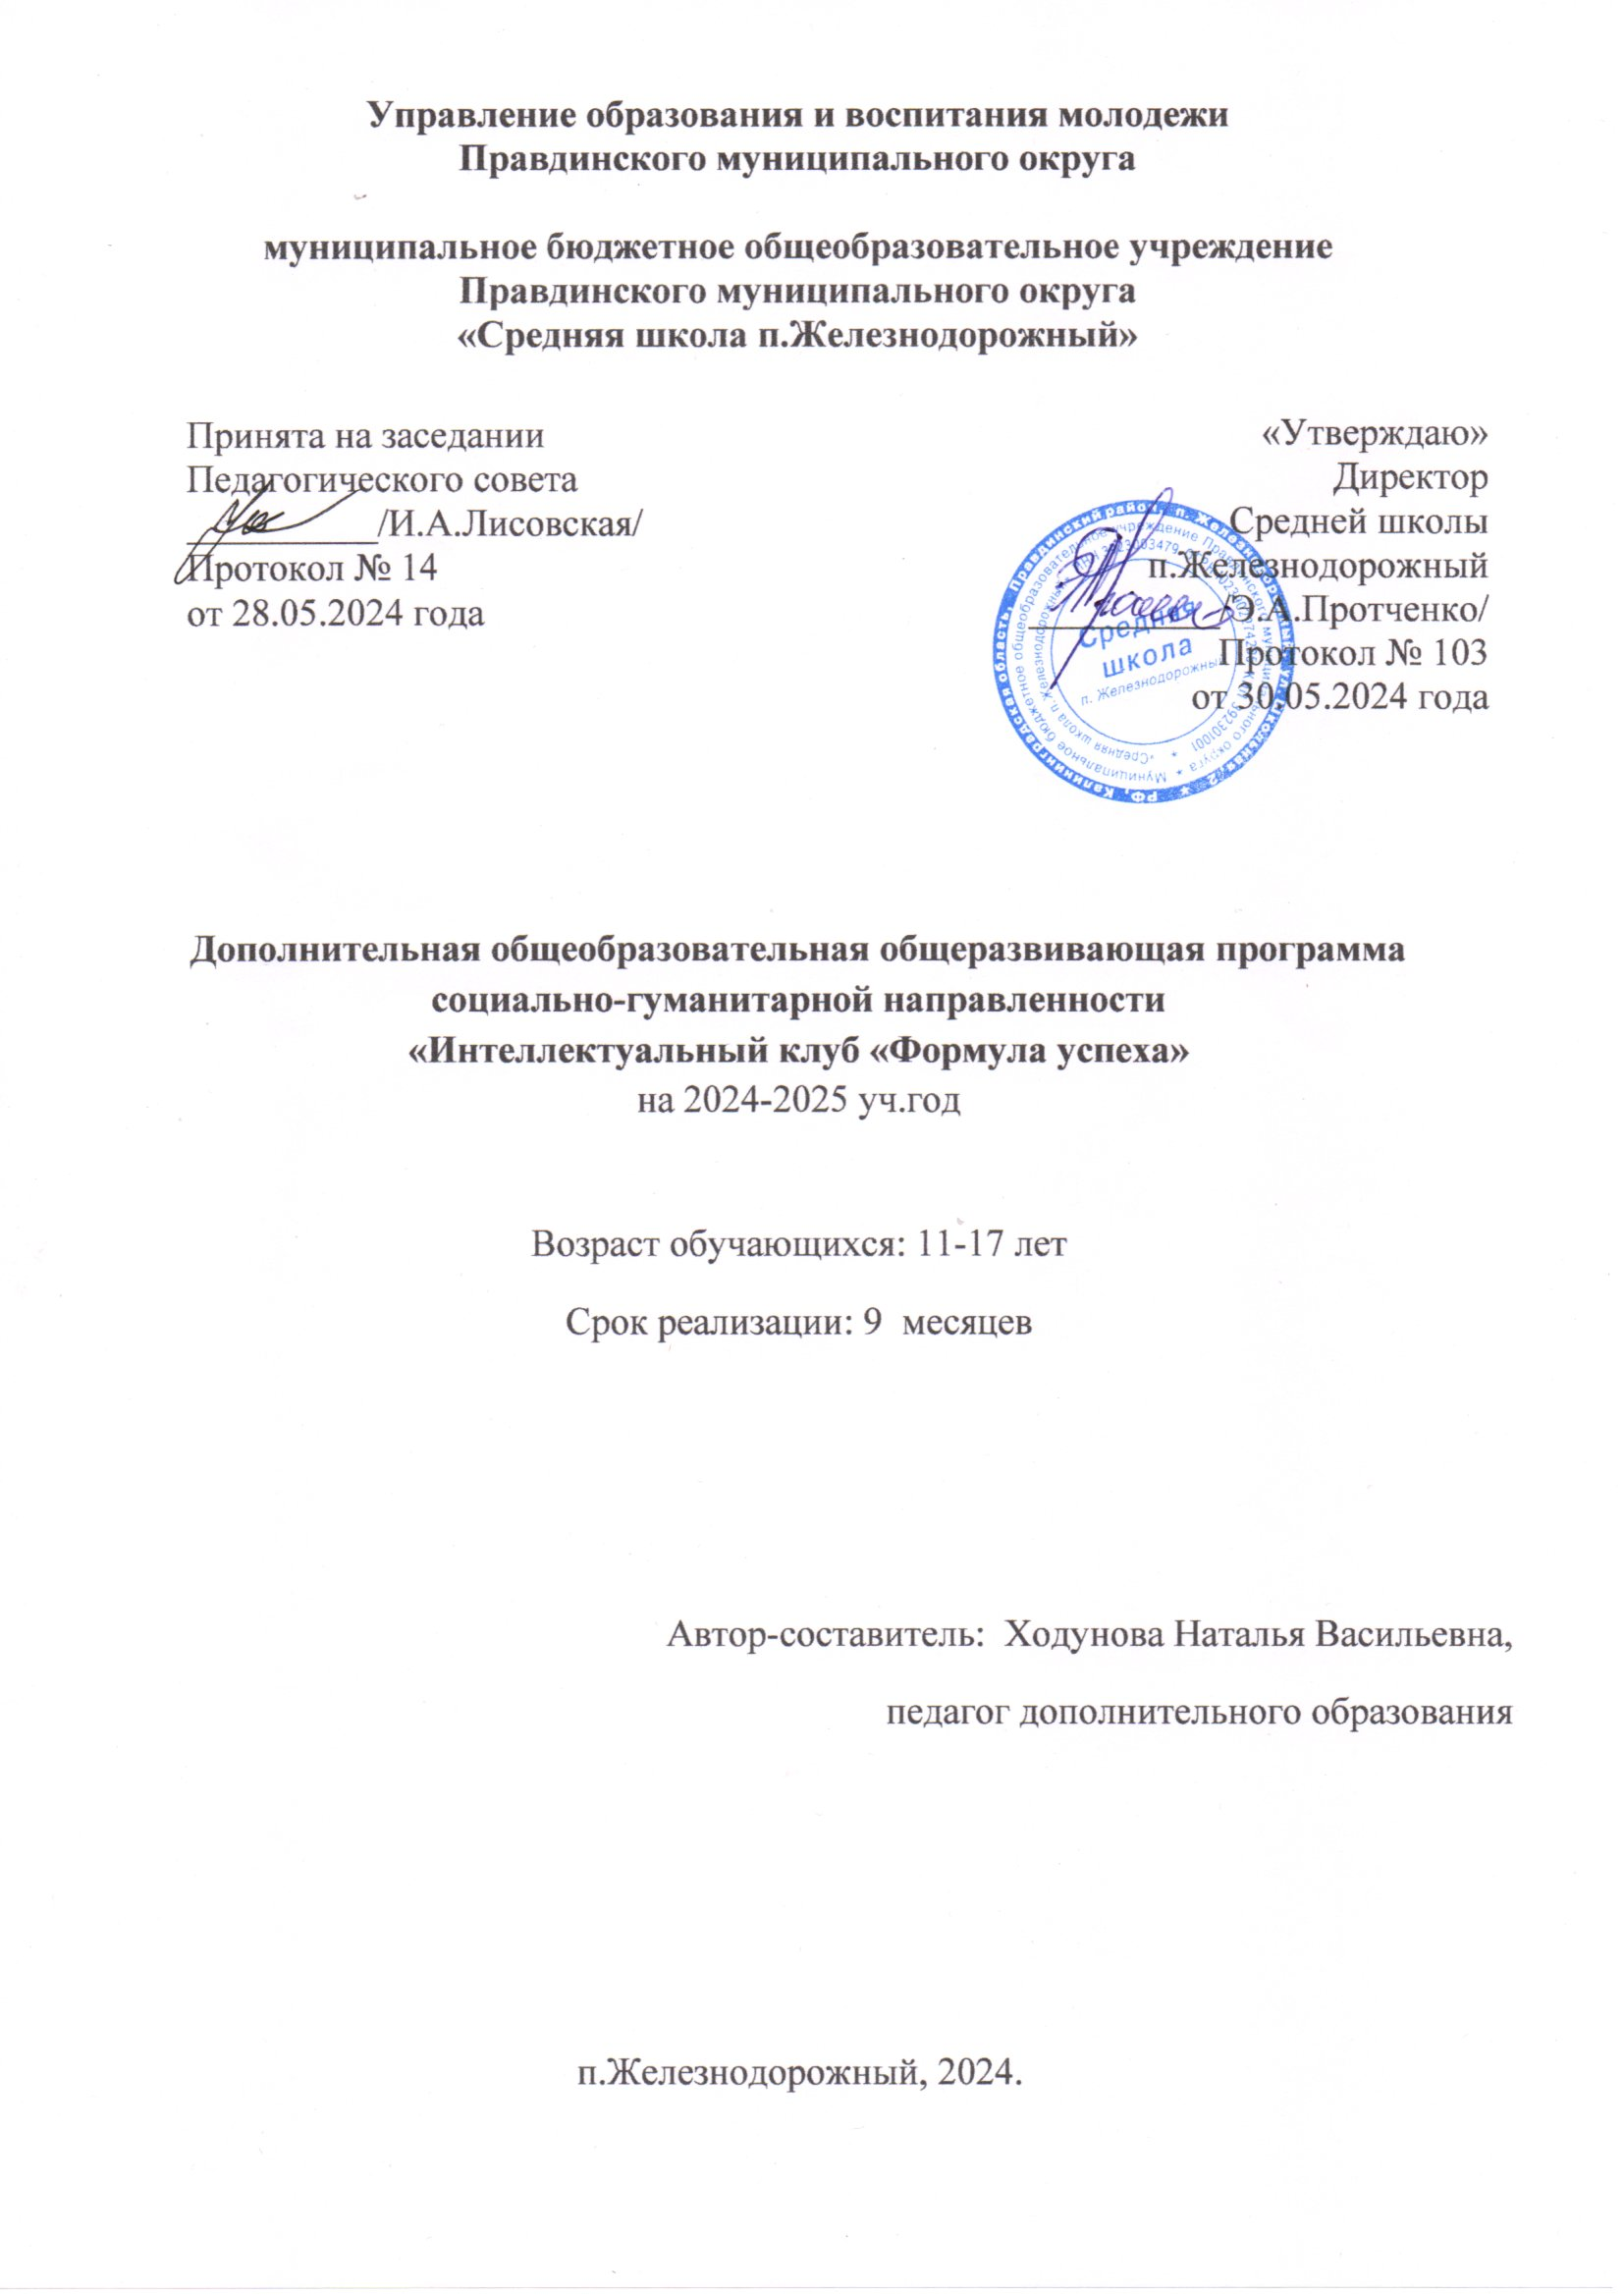 Управление образования и воспитания молодежи
Правдинского муниципального округа
муниципальное бюджетное общеобразовательное учреждение
Правдинского муниципального округа
«Средняя школа п.Железнодорожный»
Принята на заседании
Педагогического совета
/И.А.Лисовская/
Протокол № 14
от 28.05.2024 года
«Утверждаю»
Директор
Средней школы
п.Железнодорожный
/Э.А.Протченко/
Протокол № 103
от 30.05.2024 года
Средняя
школа
п. Железнодорожный
Дополнительная общеобразовательная общеразвивающая программа
социально-гуманитарной направленности
«Интеллектуальный клуб «Формула успеха»
на 2024-2025 уч.год
Возраст обучающихся: 11-17 лет
Срок реализации: 9 месяцев
Автор-составитель: Ходунова Наталья Васильевна,
педагог дополнительного образования
п.Железнодорожный, 2024.